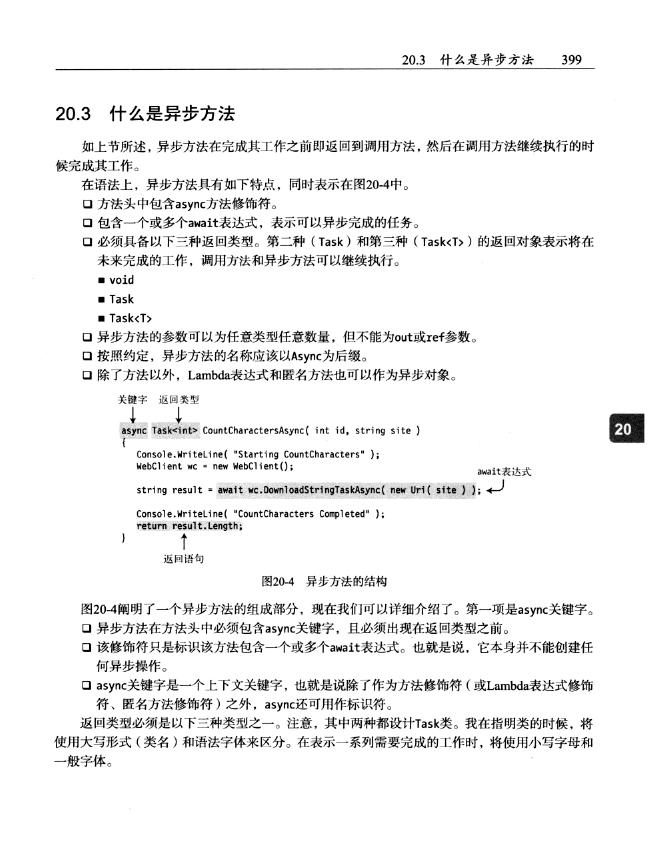 20.3 什么是异步方法 399
20.3 什么是异步方法
如上节所述，异步方法在完成其工作之前即返回到调用方法，然后在调用方法继续执行的时
候完成其工作。
在语法上，异步方法具有如下特点，同时表示在图20-4中。
❑ 方法头中包含async方法修饰符。
❑ 包含一个或多个await表达式，表示可以异步完成的任务。
❑ 必须具备以下三种返回类型。第二种（Task）和第三种（Task<T>）的返回对象表示将在
未来完成的工作，调用方法和异步方法可以继续执行。
■ void
■ Task
■ Task<T>
❑ 异步方法的参数可以为任意类型任意数量，但不能为out或ref参数。
❑ 按照约定，异步方法的名称应该以Async为后缀。
❑ 除了方法以外，Lambda表达式和匿名方法也可以作为异步对象。
关键字 返回类型
async Task<int> CountCharactersAsync( int id, string site )
{
Console.WriteLine( "Starting CountCharacters" );
WebClient wc = new WebClient();
await表达式
string result = await wc.DownloadStringTaskAsync( new Uri( site ) );
Console.WriteLine( "CountCharacters Completed" );
return result.Length;
}
返回语句
图20-4 异步方法的结构
20
图20-4阐明了一个异步方法的组成部分，现在我们可以详细介绍了。第一项是async关键字。
❑ 异步方法在方法头中必须包含async关键字，且必须出现在返回类型之前。
❑ 该修饰符只是标识该方法包含一个或多个await表达式。也就是说，它本身并不能创建任
何异步操作。
❑ async关键字是一个上下文关键字，也就是说除了作为方法修饰符（或Lambda表达式修饰
符、匿名方法修饰符）之外，async还可用作标识符。
返回类型必须是以下三种类型之一。注意，其中两种都设计Task类。我在指明类的时候，将
使用大写形式（类名）和语法字体来区分。在表示一系列需要完成的工作时，将使用小写字母和
一般字体。